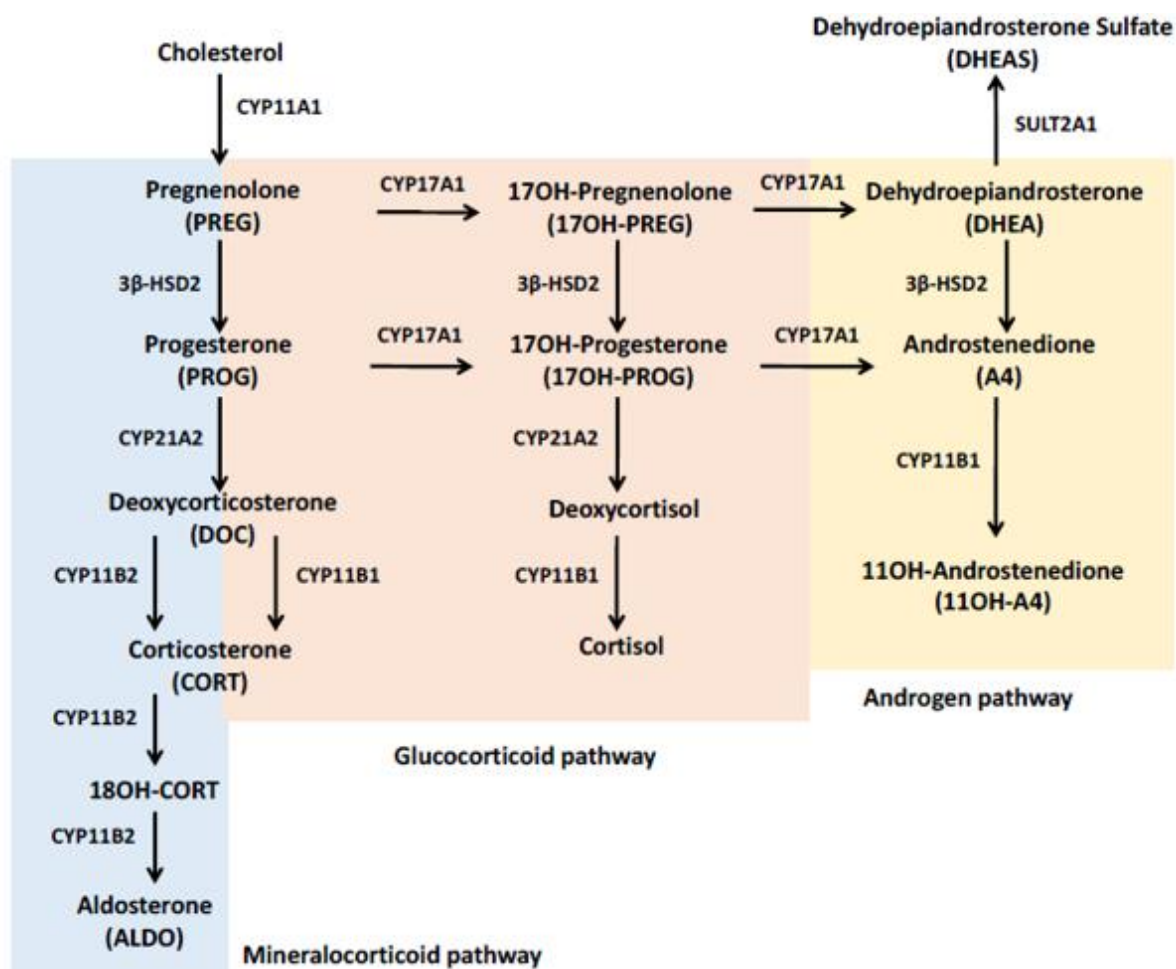 Dehydroepiandrosterone Sulfate
(DHEAS)
Cholesterol
CYP11A1
SULT2A1
Pregnenolone
(PREG)
CYP17A1
17OH-Pregnenolone
(17OH-PREG)
CYP17A1
Dehydroepiandrosterone
(DHEA)
3β-HSD2
3β-HSD2
3β-HSD2
Progesterone
(PROG)
CYP17A1
17OH-Progesterone
(17OH-PROG)
CYP17A1
Androstenedione
(A4)
CYP21A2
CYP21A2
CYP11B1
Deoxycorticosterone
(DOC)
Deoxycortisol
CYP11B2
CYP11B1
CYP11B1
11OH-Androstenedione
(11OH-A4)
Corticosterone
(CORT)
Cortisol
Androgen pathway
CYP11B2
Glucocorticoid pathway
18OH-CORT
CYP11B2
Aldosterone
(ALDO)
Mineralocorticoid pathway